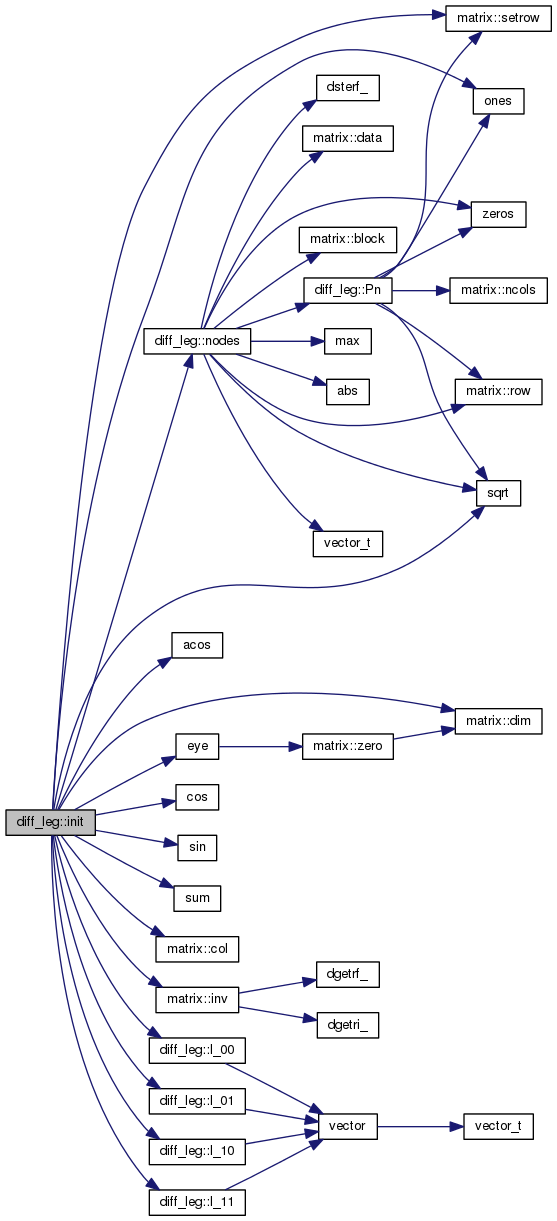 matrix::setrow
dsterf_
ones
matrix::data
zeros
matrix::block
diff_leg::Pn
matrix::ncols
diff_leg::nodes
max
abs
matrix::row
sqrt
vector_t
acos
matrix::dim
eye
matrix::zero
cos
diff_leg::init
sin
sum
matrix::col
matrix::inv
dgetrf_
dgetri_
diff_leg::l_00
diff_leg::l_01
vector
vector_t
diff_leg::l_10
diff_leg::l_11